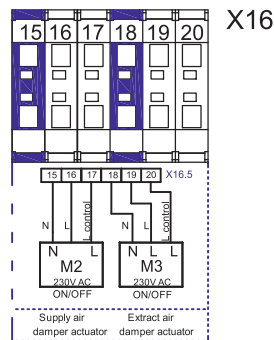 X16
15 16 17 18 19 20
15 16 17 18 19 20 X16.5
N L L control N L L control
N L N L L
M2 M3
230V AC 230V AC
ON/OFF ON/OFF
Supply air Extract air
damper actuator damper actuator